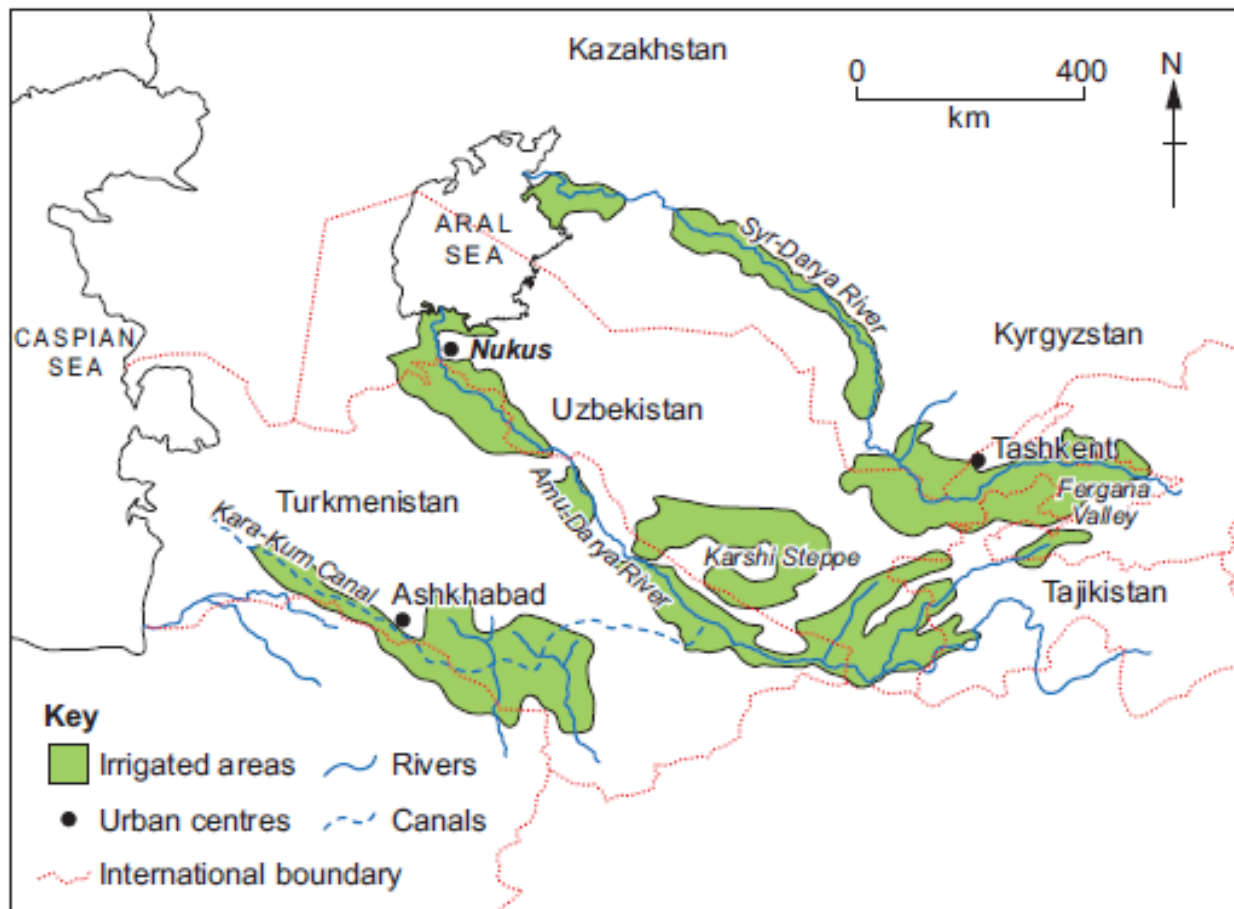 Kazakhstan
0 400
km
N
ARAL
SEA
Syr-Darya River
CASPIAN
SEA
Nukus
Kyrgyzstan
Uzbekistan
Tashkent
Fergana
Valley
Turkmenistan
Amu-Darya River
Karshi Steppe
Kara-Kum-Canal
Ashkhabad
Tajikistan
Key
Irrigated areas
Rivers
Urban centres
Canals
International boundary